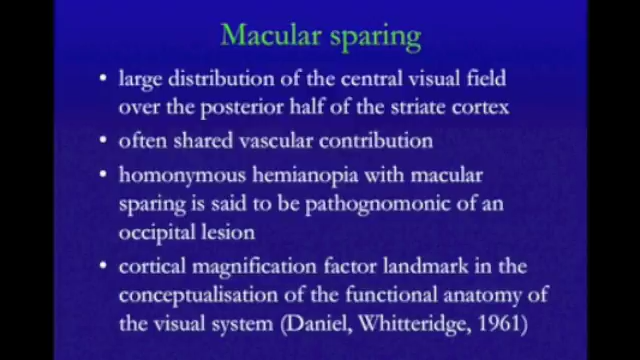 Macular sparing
• large distribution of the central visual field
over the posterior half of the striate cortex
• often shared vascular contribution
• homonymous hemianopia with macular
sparing is said to be pathognomonic of an
occipital lesion
• cortical magnification factor landmark in the
conceptualisation of the functional anatomy of
the visual system (Daniel, Whitteridge, 1961)